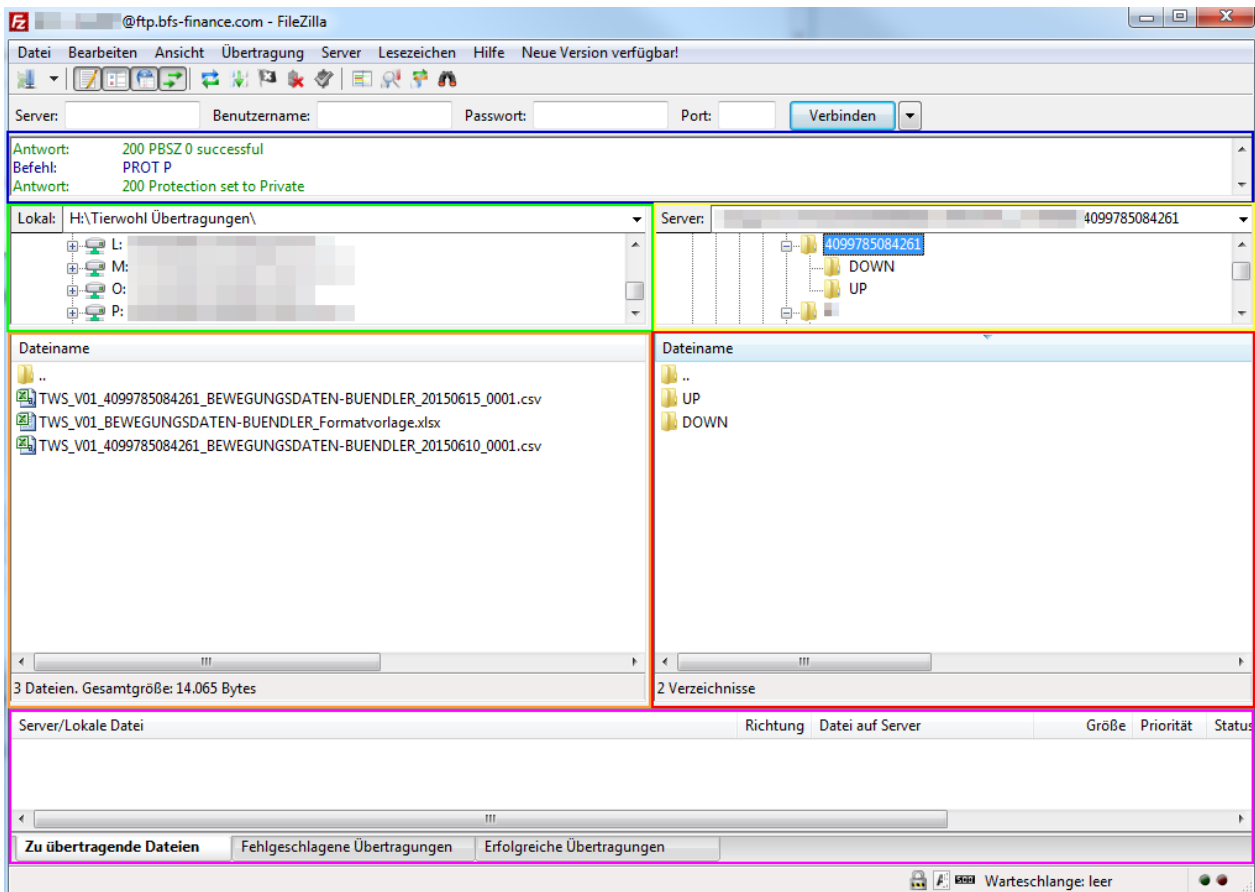 @ftp.bfs-finance.com - FileZilla
Datei Bearbeiten Ansicht Übertragung Server Lesezeichen Hilfe Neue Version verfügbar!
Server: Benutzername: Passwort: Port: Verbinden
Antwort: 200 PBSZ 0 successful
Befehl: PROT P
Antwort: 200 Protection set to Private
Lokal: H:\Tierwohl Übertragungen\
L:
M:
O:
P:
Server: 4099785084261
4099785084261
DOWN
UP
Dateiname
..
TWS_V01_4099785084261_BEWEGUNGSDATEN-BUENDLER_20150615_0001.csv
TWS_V01_BEWEGUNGSDATEN-BUENDLER_Formatvorlage.xlsx
TWS_V01_4099785084261_BEWEGUNGSDATEN-BUENDLER_20150610_0001.csv
3 Dateien. Gesamtgröße: 14.065 Bytes
Dateiname
..
UP
DOWN
2 Verzeichnisse
Server/Lokale Datei Richtung Datei auf Server Größe Priorität Status
Zu übertragende Dateien Fehlgeschlagene Übertragungen Erfolgreiche Übertragungen
Warteschlange: leer